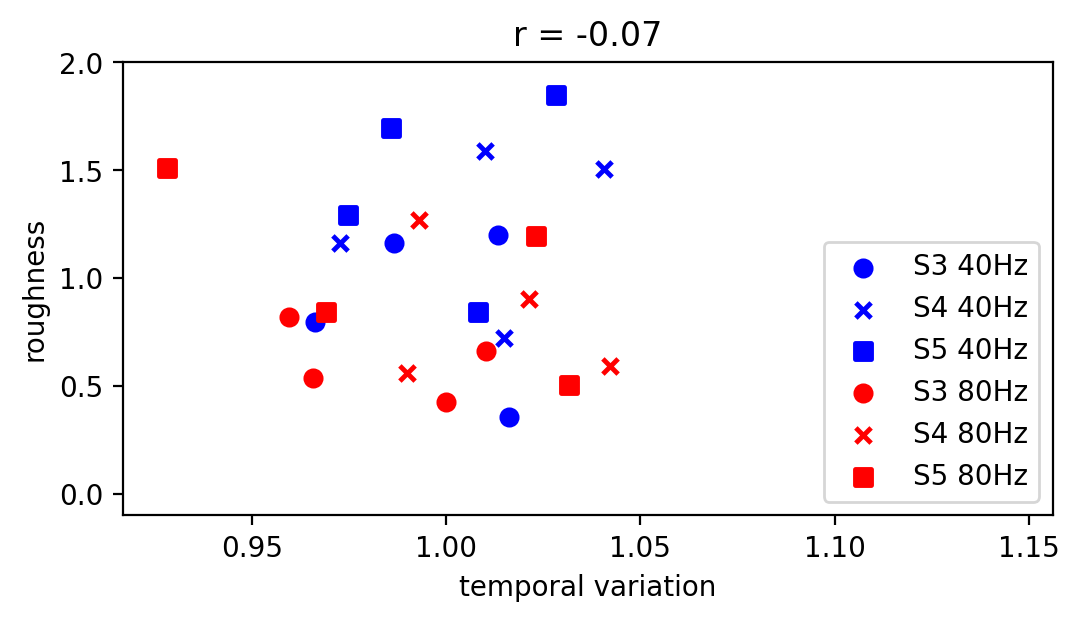 r = -0.07
2.0
1.5
1.0
0.5
0.0
roughness
S3 40Hz
S4 40Hz
S5 40Hz
S3 80Hz
S4 80Hz
S5 80Hz
0.95
1.00
1.05
1.10
1.15
temporal variation